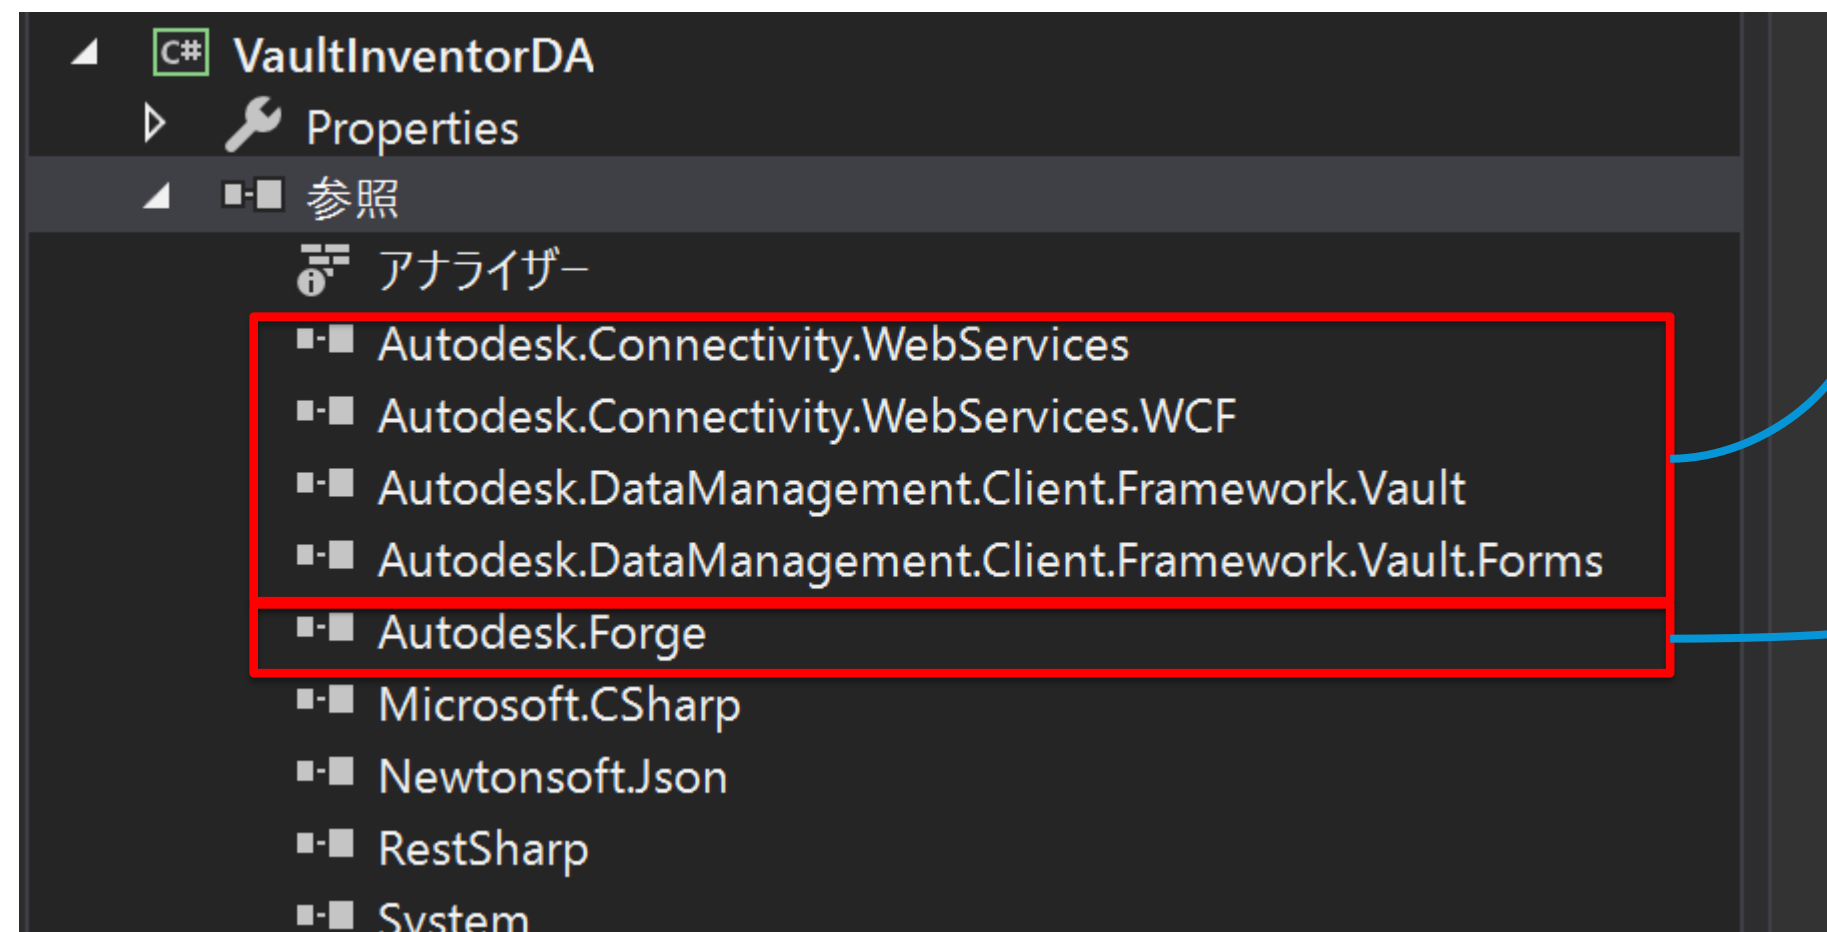 C# VaultInventorDA
Properties
参照
アナライザー
Autodesk.Connectivity.WebServices
Autodesk.Connectivity.WebServices.WCF
Autodesk.DataManagement.Client.Framework.Vault
Autodesk.DataManagement.Client.Framework.Vault.Forms
Autodesk.Forge
Microsoft.CSharp
Newtonsoft.Json
RestSharp
System